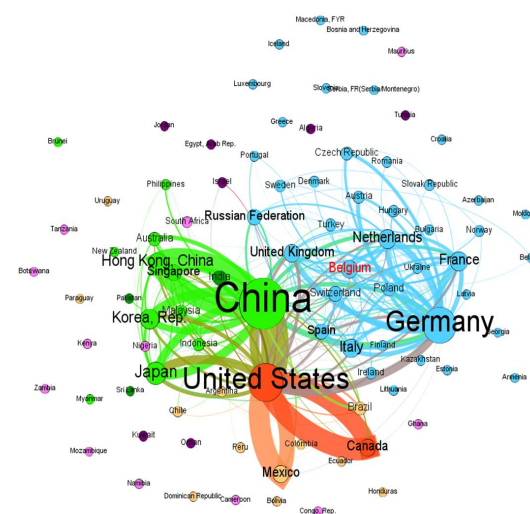 Macedonia, FYR
Bosnia and Herzegovina
Iceland
Mauritius
Luxembourg
Greece
Tunisia
Jordan
Algeria
Croatia
Brunei
Egypt, Arab Rep.
Portugal
Czech Republic
Romania
Philippines
Israel
Sweden
Denmark
Slovak Republic
Uruguay
Austria
Azerbaijan
South Africa
Russian Federation
Hungary
Tanzania
Australia
Turkey
Netherlands
Bulgaria
Norway
New Zealand
Hong Kong, China
United Kingdom
France
Botswana
Singapore
India
Belgium
Ukraine
Switzerland
Poland
Latvia
Paraguay
Pakistan
China
Malaysia
Korea, Rep.
Spain
Germany
Georgia
Kenya
Nigeria
Indonesia
Italy
Finland
Kazakhstan
Japan
United States
Ireland
Estonia
Armenia
Zambia
Sri Lanka
Argentina
Lithuania
Myanmar
Chile
Brazil
Ghana
Kuwait
Oman
Peru
Colombia
Canada
Mozambique
Ecuador
Mexico
Namibia
Dominican Republic
Cameroon
Bolivia
Honduras
Congo, Rep.